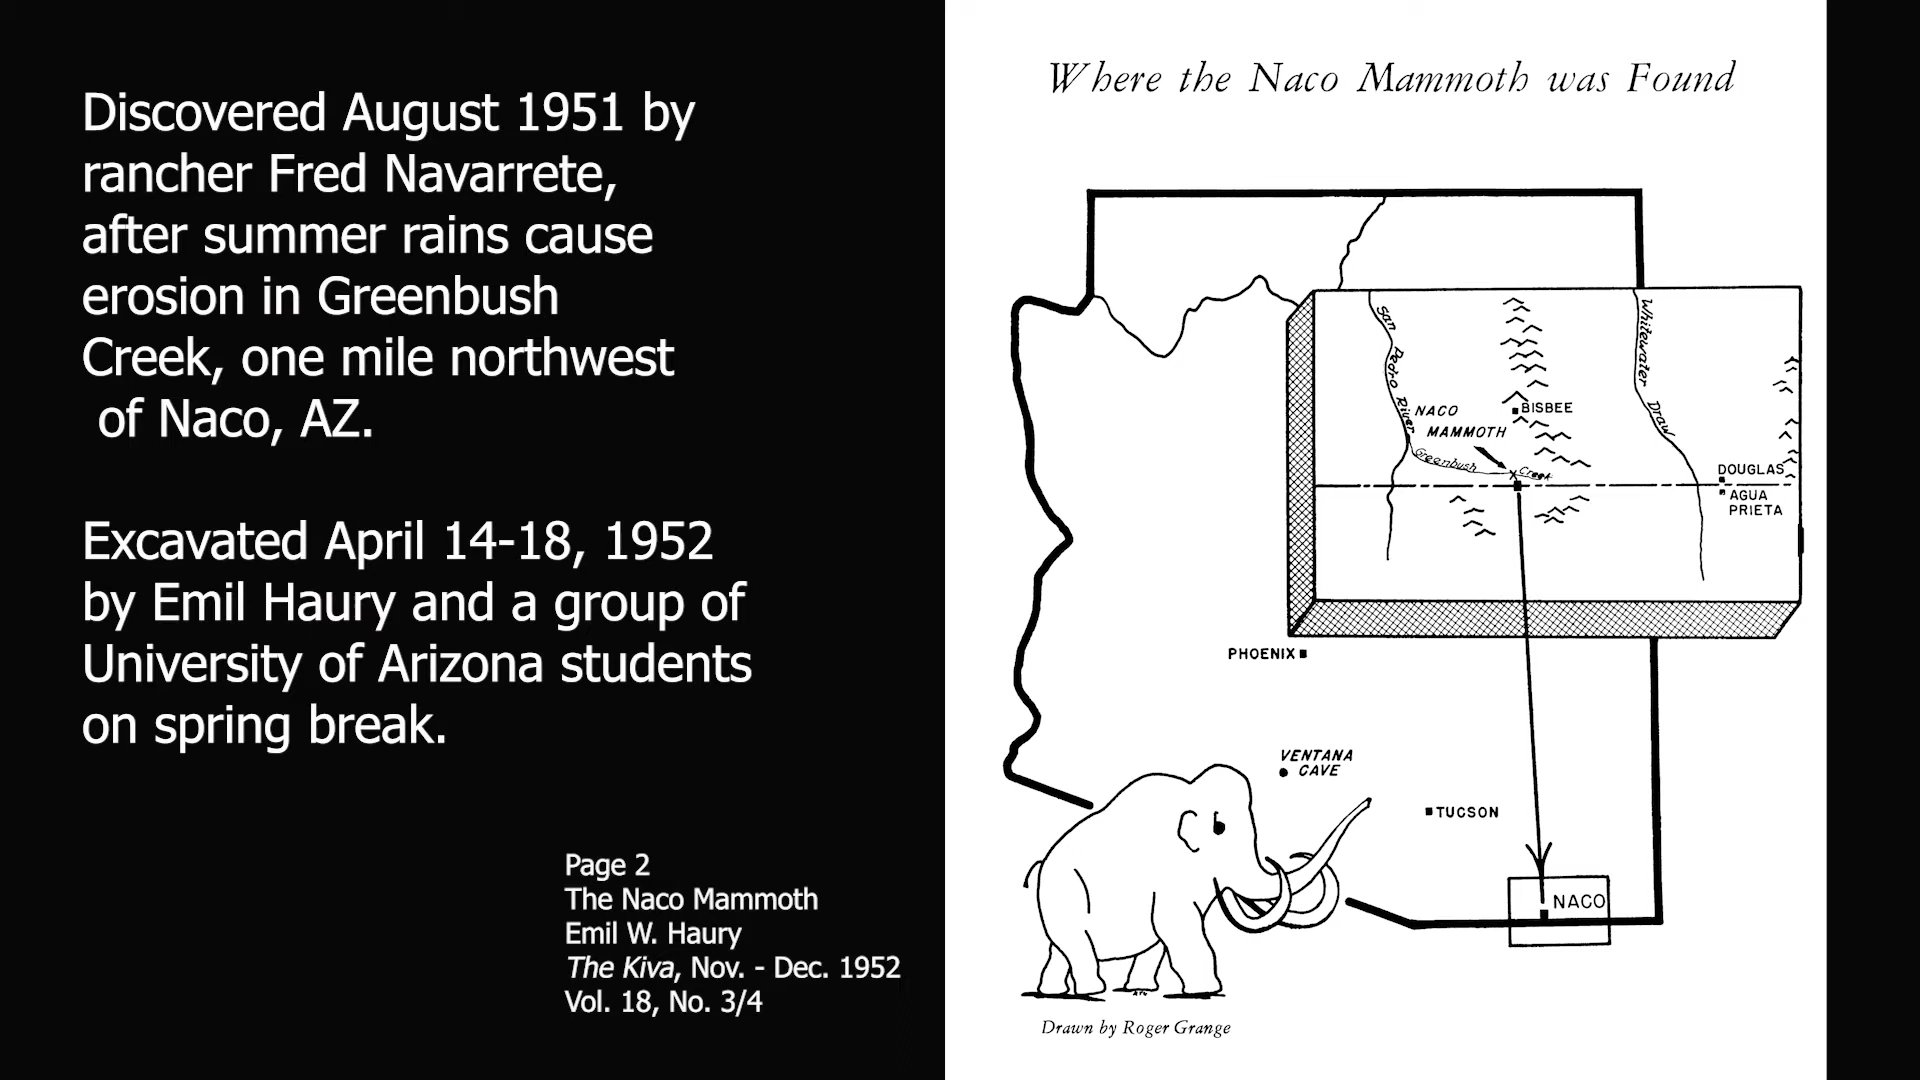 Discovered August 1951 by
rancher Fred Navarrete,
after summer rains cause
erosion in Greenbush
Creek, one mile northwest
of Naco, AZ.
Excavated April 14-18, 1952
by Emil Haury and a group of
University of Arizona students
on spring break.
Page 2
The Naco Mammoth
Emil W. Haury
The Kiva, Nov. - Dec. 1952
Vol. 18, No. 3/4
Where the Naco Mammoth was Found
San Pedro River
Whitewater Draw
NACO
MAMMOTH
BISBEE
Greenbush Creek
DOUGLAS
AGUA
PRIETA
PHOENIX
VENTANA
CAVE
TUCSON
NACO
Drawn by Roger Grange